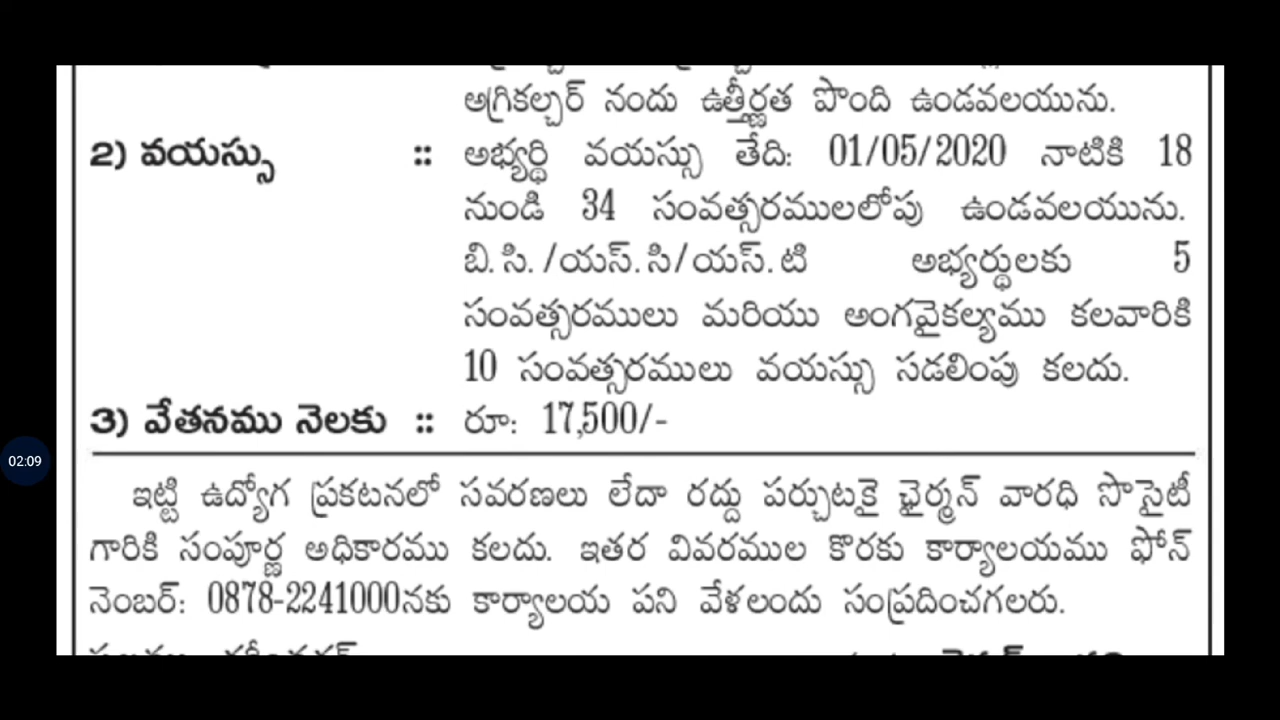 అగ్రికల్చర్ నందు ఉత్తీర్ణత పొంది ఉండవలయును.
2) వయస్సు :: అభ్యర్థి వయస్సు తేది: 01/05/2020 నాటికి 18
నుండి 34 సంవత్సరములలోపు ఉండవలయును.
బి.సి./యస్.సి/యస్.టి అభ్యర్థులకు 5
సంవత్సరములు మరియు అంగవైకల్యము కలవారికి
10 సంవత్సరములు వయస్సు సడలింపు కలదు.
3) వేతనము నెలకు :: రూ: 17,500/-
ఇట్టి ఉద్యోగ ప్రకటనలో సవరణలు లేదా రద్దు పర్చుటకై ఛైర్మన్ వారధి సొసైటీ
గారికి సంపూర్ణ అధికారము కలదు. ఇతర వివరముల కొరకు కార్యాలయము ఫోన్
నెంబర్: 0878-2241000నకు కార్యాలయ పని వేళలందు సంప్రదించగలరు.
02:09